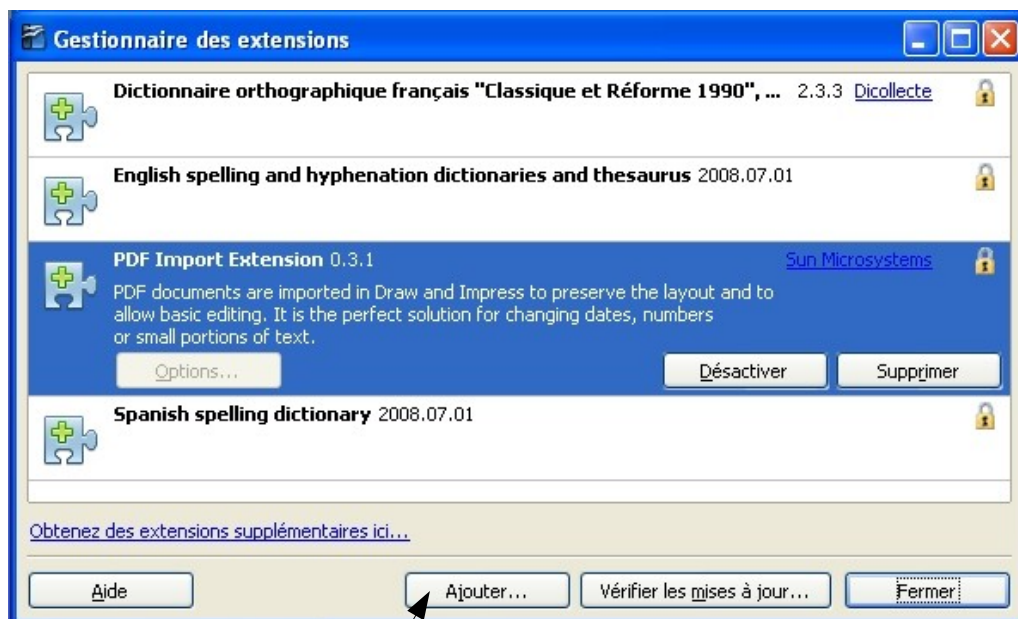 Gestionnaire des extensions
Dictionnaire orthographique français "Classique et Réforme 1990", ... 2.3.3 Dicollecte
English spelling and hyphenation dictionaries and thesaurus 2008.07.01
PDF Import Extension 0.3.1 Sun Microsystems
PDF documents are imported in Draw and Impress to preserve the layout and to
allow basic editing. It is the perfect solution for changing dates, numbers
or small portions of text.
Options... Désactiver Supprimer
Spanish spelling dictionary 2008.07.01
Obtenez des extensions supplémentaires ici...
Aide Ajouter... Vérifier les mises à jour... Fermer